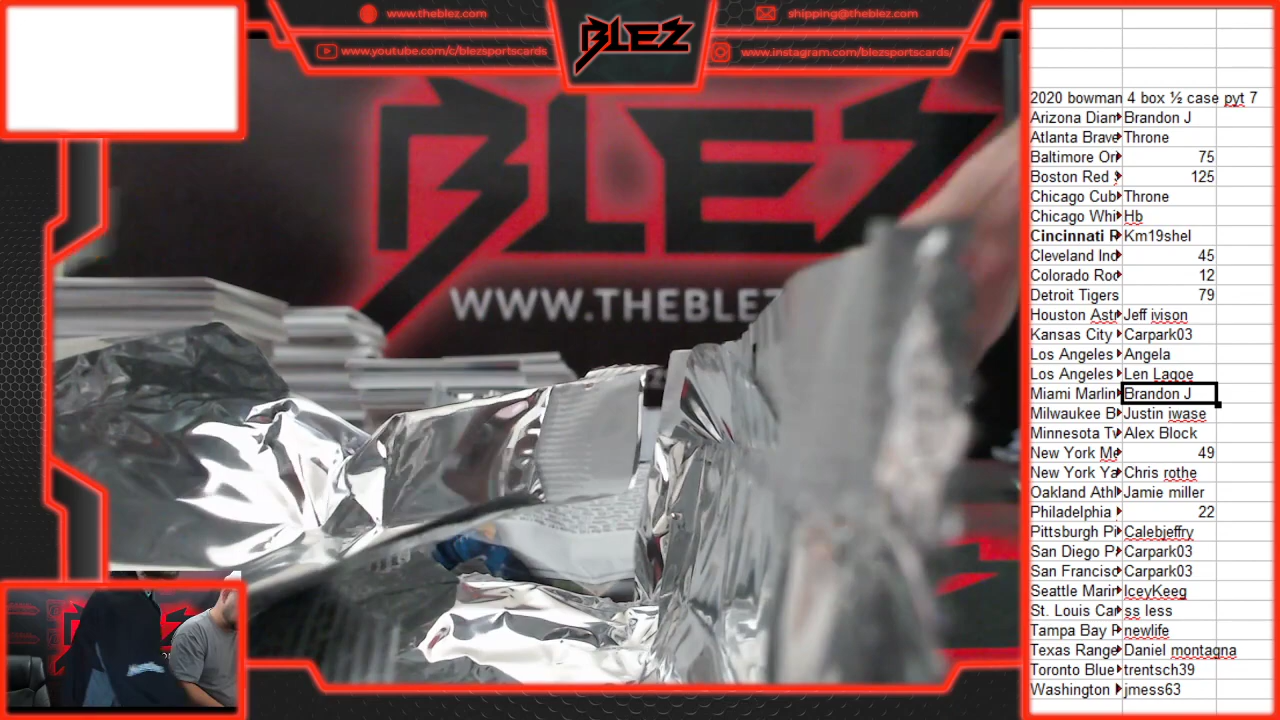 www.theblez.com
shipping@theblez.com
www.youtube.com/c/blezsportscards
BLEZ
www.instagram.com/blezsportscards/
BLEZ
WWW.THEBLEZ
2020 bowman 4 box ½ case pyt 7
Arizona Diam Brandon J
Atlanta Brave Throne
Baltimore Or 75
Boston Red 125
Chicago Cub Throne
Chicago Whi Hb
Cincinnati R Km19shel
Cleveland Ind 45
Colorado Roc 12
Detroit Tigers 79
Houston Astr Jeff ivison
Kansas City Carpark03
Los Angeles Angela
Los Angeles Len Lagoe
Miami Marlin Brandon J
Milwaukee B Justin iwase
Minnesota Tw Alex Block
New York Me 49
New York Ya Chris rothe
Oakland Athl Jamie miller
Philadelphia 22
Pittsburgh Pi Calebjeffry
San Diego P Carpark03
San Francisc Carpark03
Seattle Marin IceyKeeg
St. Louis Car ss less
Tampa Bay R newlife
Texas Range Daniel montagna
Toronto Blue trentsch39
Washington jmess63